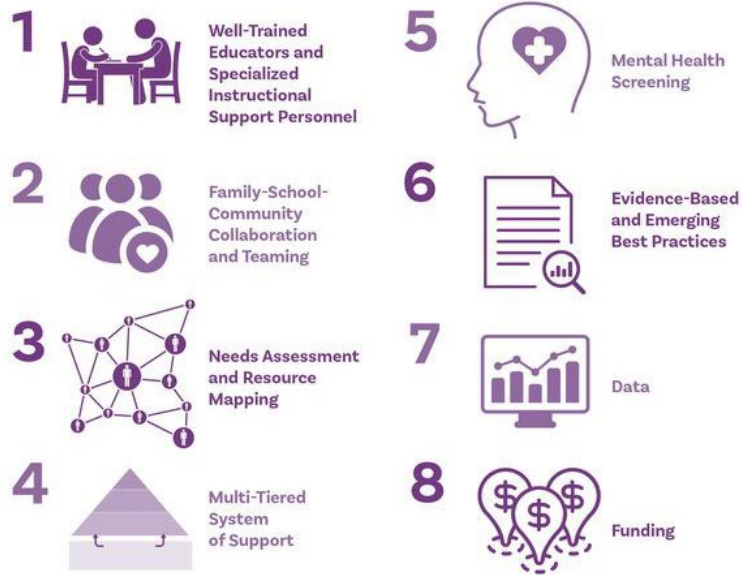 1
Well-Trained
Educators and
Specialized
Instructional
Support Personnel
2
Family-School-
Community
Collaboration
and Teaming
3
Needs Assessment
and Resource
Mapping
4
Multi-Tiered
System
of Support
5
Mental Health
Screening
6
Evidence-Based
and Emerging
Best Practices
7
Data
8
$ $ $
Funding